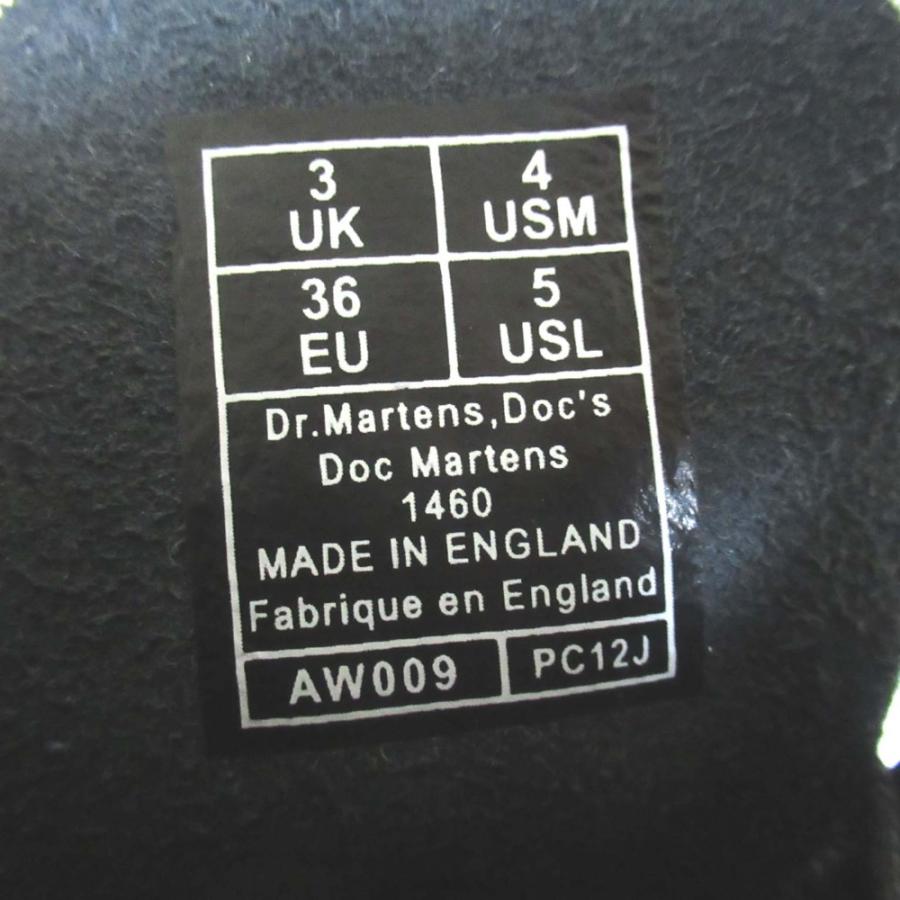 3
UK
4
USM
36
EU
5
USL
Dr.Martens,Doc's
Doc Martens
1460
MADE IN ENGLAND
Fabrique en England
AW009
PC12J